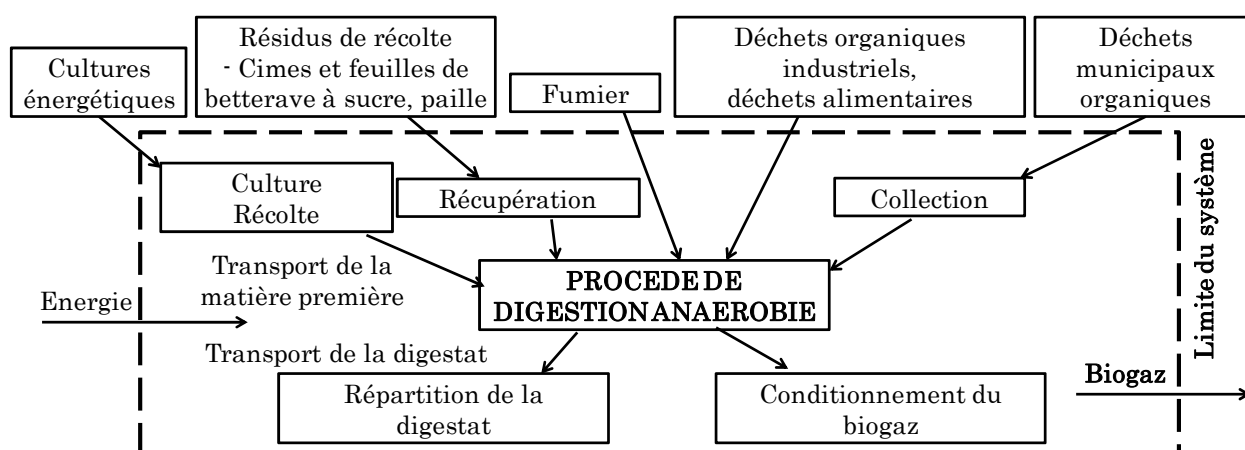 Cultures
énergétiques
Résidus de récolte
- Cimes et feuilles de
betterave à sucre, paille
Fumier
Déchets organiques
industriels,
déchets alimentaires
Déchets
municipaux
organiques
Culture
Récolte
Récupération
Collection
Limite du système
Transport de la
matière première
PROCEDE DE
DIGESTION ANAEROBIE
Energie
Transport de la digestat
Répartition de la
digestat
Conditionnement du
biogaz
Biogaz